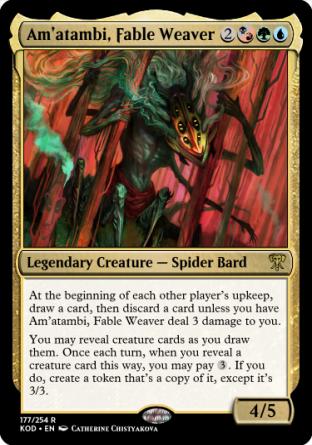 Am'atambi, Fable Weaver 2
Legendary Creature — Spider Bard
At the beginning of each other player's upkeep,
draw a card, then discard a card unless you have
Am'atambi, Fable Weaver deal 3 damage to you.
You may reveal creature cards as you draw
them. Once each turn, when you reveal a
creature card this way, you may pay 3. If you
do, create a token that's a copy of it, except it's
3/3.
4/5
177/254 R
KOD • EN Catherine Chistyakova